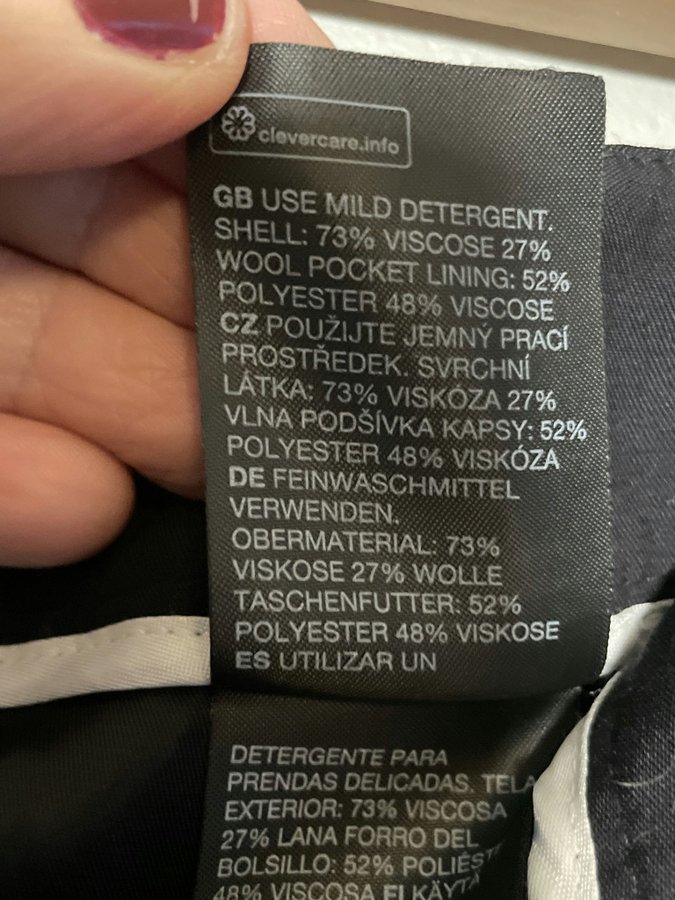 clevercare.info
GB USE MILD DETERGENT.
SHELL: 73% VISCOSE 27%
WOOL POCKET LINING: 52%
POLYESTER 48% VISCOSE
CZ POUŽIJTE JEMNÝ PRACÍ
PROSTŘEDEK. SVRCHNÍ
LÁTKA: 73% VISKÓZA 27%
VLNA PODŠÍVKA KAPSY: 52%
POLYESTER 48% VISKÓZA
DE FEINWASCHMITTEL
VERWENDEN.
OBERMATERIAL: 73%
VISKOSE 27% WOLLE
TASCHENFUTTER: 52%
POLYESTER 48% VISKOSE
ES UTILIZAR UN
DETERGENTE PARA
PRENDAS DELICADAS. TELA
EXTERIOR: 73% VISCOSA
27% LANA FORRO DEL
BOLSILLO: 52%
48% VISCOSA FI